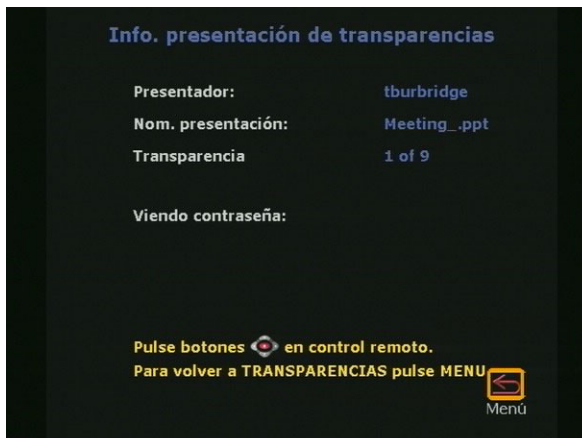 Info. presentación de transparencias
Presentador: tburbridge
Nom. presentación: Meeting_.ppt
Transparencia 1 of 9
Viendo contraseña:
Pulse botones en control remoto.
Para volver a TRANSPARENCIAS pulse MENU
Menú